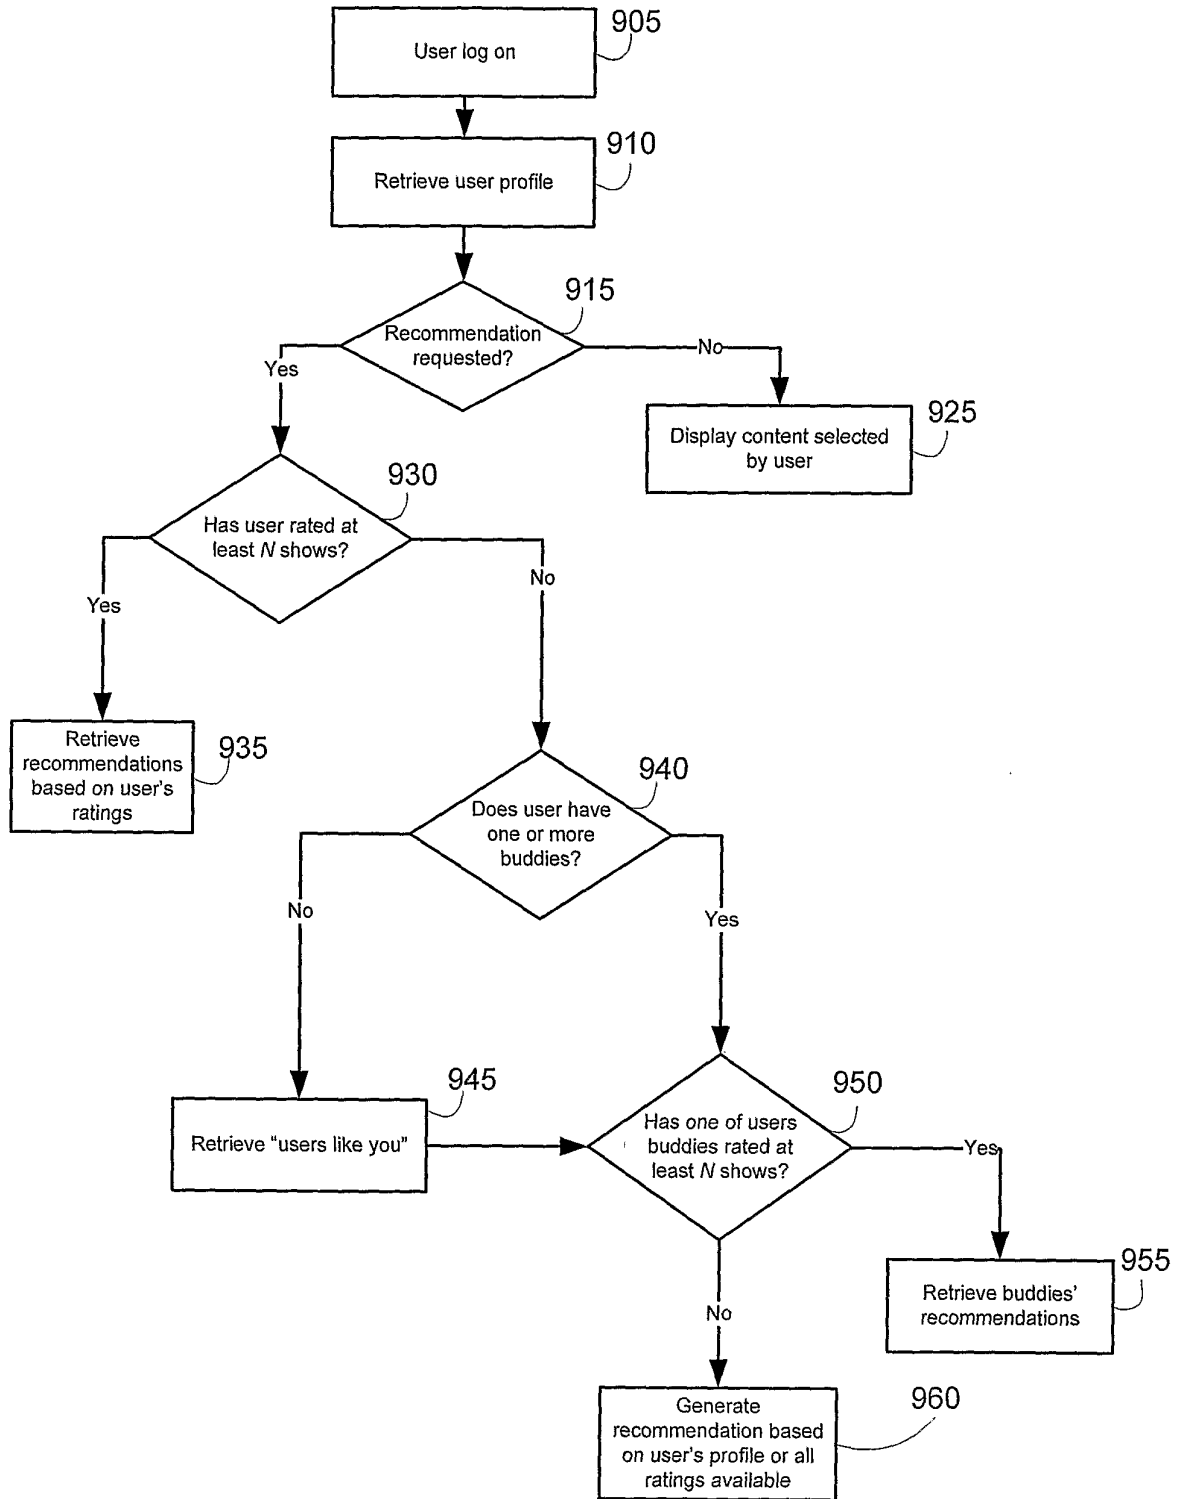 905
User log on
910
Retrieve user profile
915
Recommendation
requested?
No
Yes
925
Display content selected
by user
930
Has user rated at
least N shows?
No
Yes
Retrieve
recommendations
based on user's
ratings
935
940
Does user have
one or more
buddies?
No
Yes
945
Retrieve “users like you”
950
Has one of users
buddies rated at
least N shows?
Yes
955
Retrieve buddies'
recommendations
No
960
Generate
recommendation based
on user's profile or all
ratings available